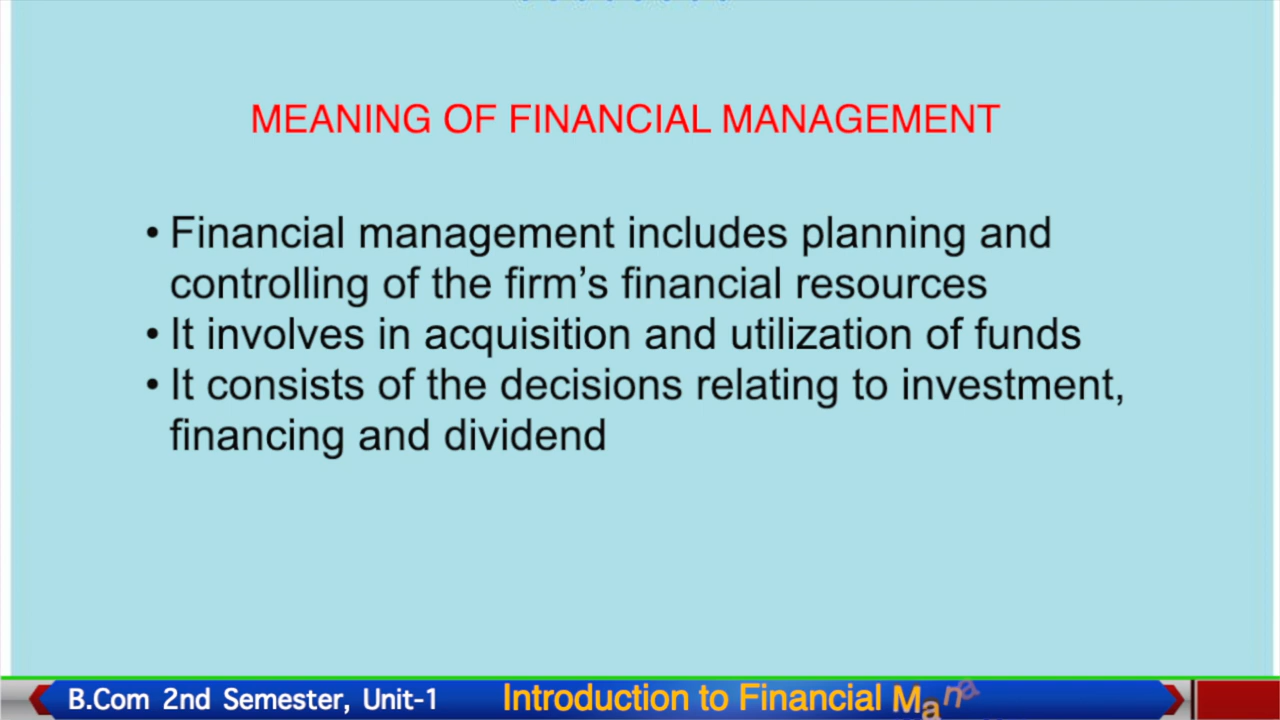 MEANING OF FINANCIAL MANAGEMENT
• Financial management includes planning and
controlling of the firm’s financial resources
• It involves in acquisition and utilization of funds
• It consists of the decisions relating to investment,
financing and dividend
B.Com 2nd Semester, Unit-1
Introduction to Financial Mana